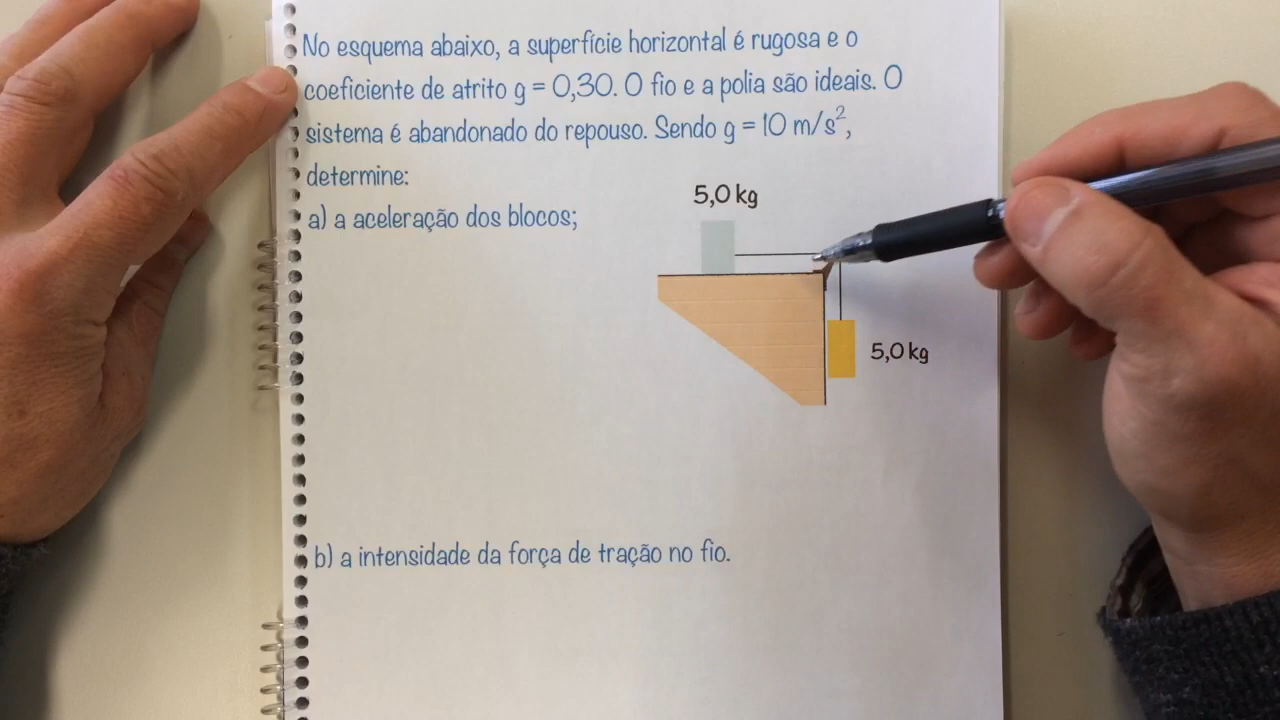 No esquema abaixo, a superfície horizontal é rugosa e o
coeficiente de atrito g = 0,30. O fio e a polia são ideais. O
sistema é abandonado do repouso. Sendo g = 10 m/s²,
determine:
a) a aceleração dos blocos;
5,0 kg
5,0 kg
b) a intensidade da força de tração no fio.